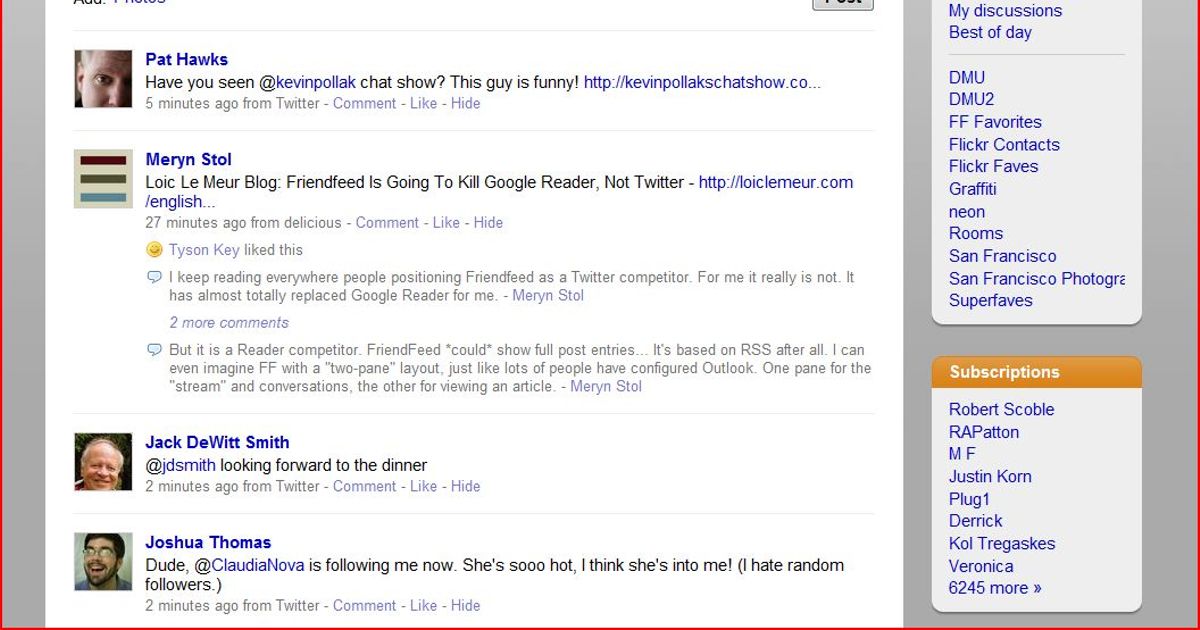 Add: Photos
Post
Pat Hawks
Have you seen @kevinpollak chat show? This guy is funny! http://kevinpollakschatshow.co...
5 minutes ago from Twitter - Comment - Like - Hide
Meryn Stol
Loic Le Meur Blog: Friendfeed Is Going To Kill Google Reader, Not Twitter - http://loiclemeur.com
/english...
27 minutes ago from delicious - Comment - Like - Hide
Tyson Key liked this
I keep reading everywhere people positioning Friendfeed as a Twitter competitor. For me it really is not. It
has almost totally replaced Google Reader for me. - Meryn Stol
2 more comments
But it is a Reader competitor. FriendFeed *could* show full post entries... It's based on RSS after all. I can
even imagine FF with a "two-pane" layout, just like lots of people have configured Outlook. One pane for the
"stream" and conversations, the other for viewing an article. - Meryn Stol
Jack DeWitt Smith
@jdsmith looking forward to the dinner
2 minutes ago from Twitter - Comment - Like - Hide
Joshua Thomas
Dude, @ClaudiaNova is following me now. She's sooo hot, I think she's into me! (I hate random
followers.)
2 minutes ago from Twitter - Comment - Like - Hide
My discussions
Best of day
DMU
DMU2
FF Favorites
Flickr Contacts
Flickr Faves
Graffiti
neon
Rooms
San Francisco
San Francisco Photogra
Superfaves
Subscriptions
Robert Scoble
RAPatton
M F
Justin Korn
Plug1
Derrick
Kol Tregaskes
Veronica
6245 more »